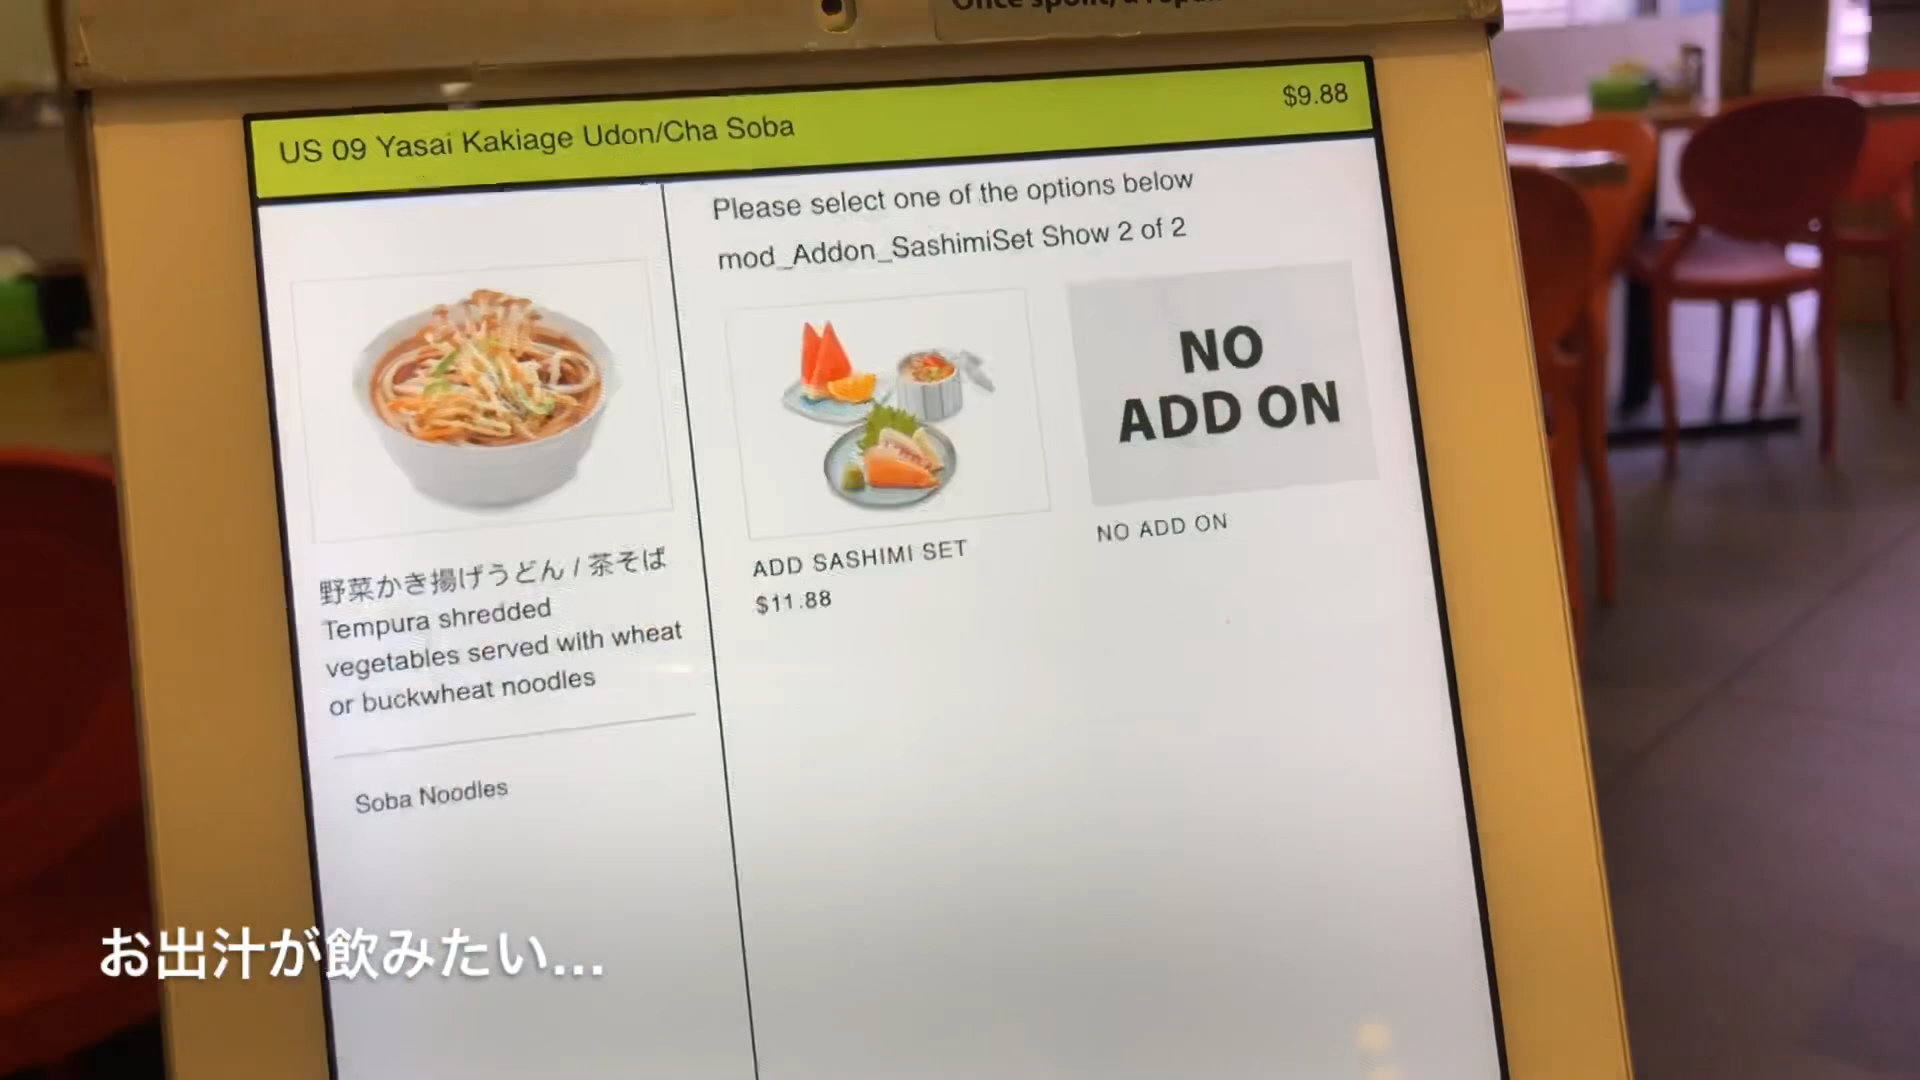 US 09 Yasai Kakiage Udon/Cha Soba
$9.88
Please select one of the options below
mod_Addon_SashimiSet Show 2 of 2
NO
ADD ON
野菜かき揚げうどん / 茶そば
Tempura shredded
vegetables served with wheat
or buckwheat noodles
Soba Noodles
ADD SASHIMI SET
$11.88
NO ADD ON
お出汁が飲みたい...